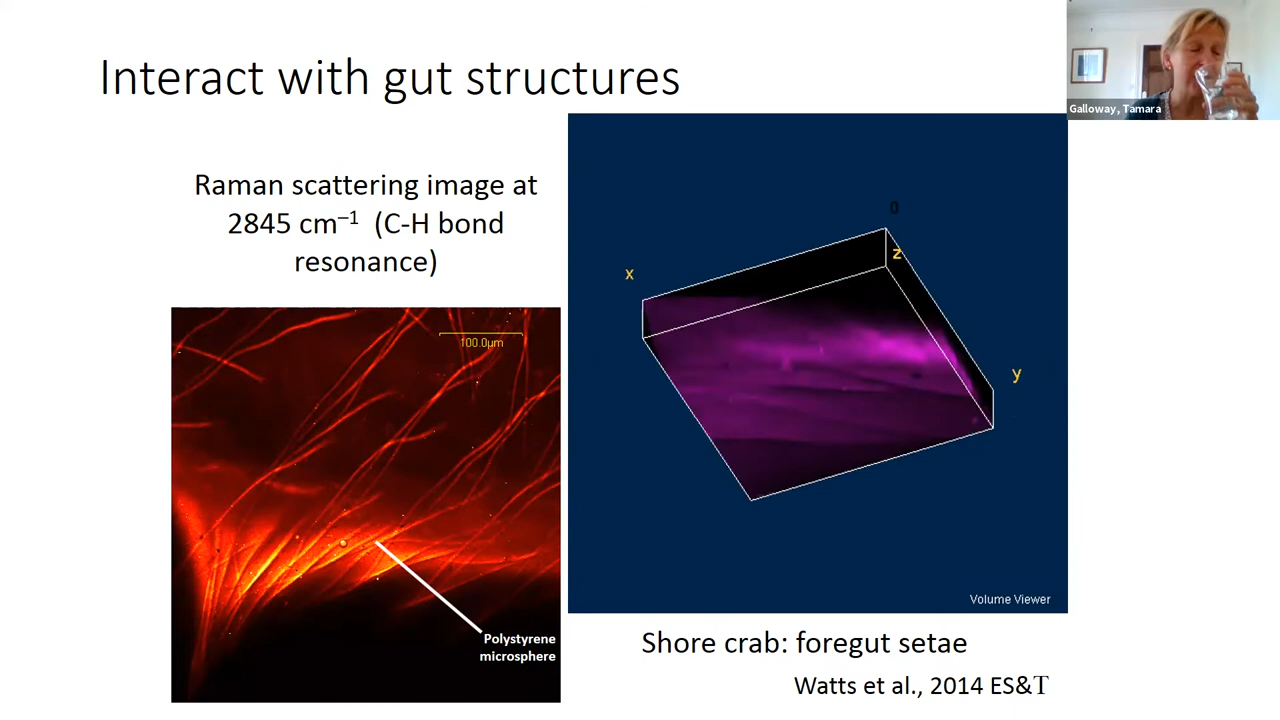 Interact with gut structures
Galloway, Tamara
Raman scattering image at
2845 cm⁻¹ (C-H bond
resonance)
0
z
x
y
100.0µm
Polystyrene
microsphere
Volume Viewer
Shore crab: foregut setae
Watts et al., 2014 ES&T